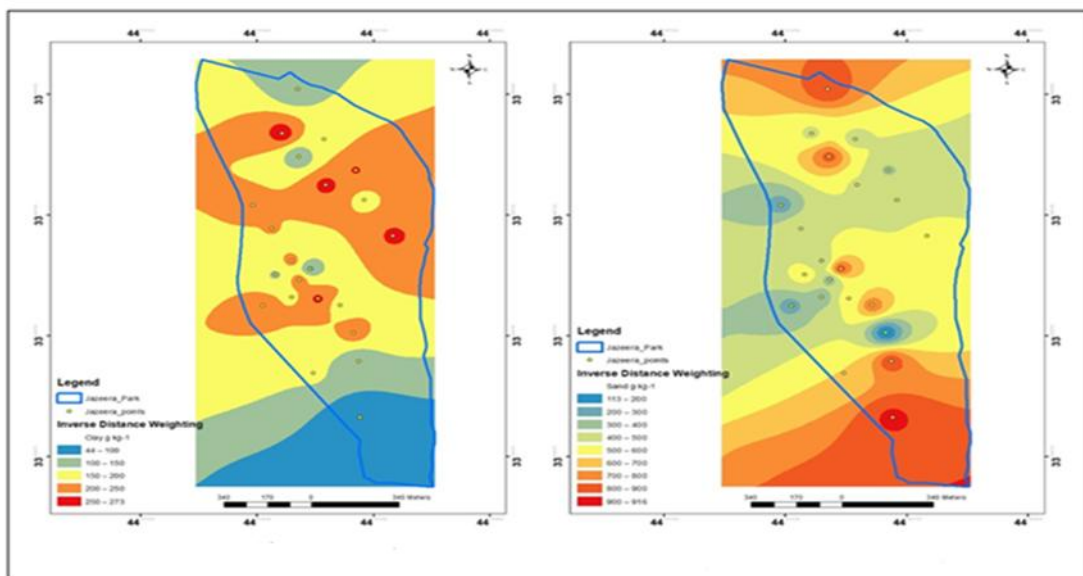 44 44 44 44
33 33
33 33
33 33
33 33
Legend
Jazeera_Park
Jazeera_points
Inverse Distance Weighting
Clay g kg-1
44 - 100
100 - 150
150 - 200
200 - 250
250 - 273
340 170 0 340 Meters
44 44 44 44
44 44 44 44
33 33
33 33
33 33
33 33
Legend
Jazeera_Park
Jazeera_points
Inverse Distance Weighting
Sand g kg-1
113 - 200
200 - 300
300 - 400
400 - 500
500 - 600
600 - 700
700 - 800
800 - 900
900 - 916
340 170 0 340 Meters
44 44 44 44